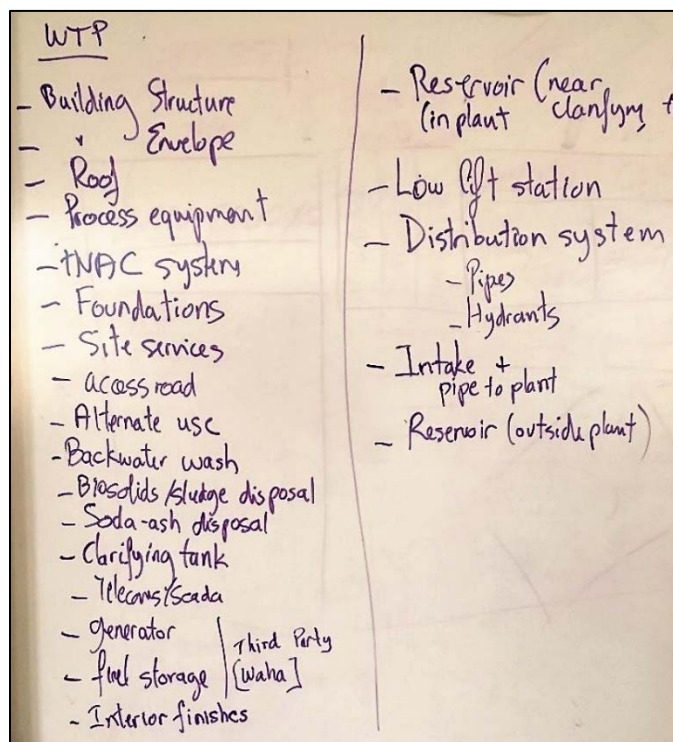 WTP
- Building Structure
- " Envelope
- Roof
- Process equipment
- HVAC system
- Foundations
- Site services
- access road
- Alternate use
- Backwater wash
- Biosolids/sludge disposal
- Soda-ash disposal
- Clarifying tank
- Telecoms/Scada
- generator
- fuel storage
Third Party
[Waha]
- Interior finishes
- Reservoir (near
(in plant clarifying
- Low lift station
- Distribution system
- Pipes
- Hydrants
- Intake +
pipe to plant
- Reservoir (outside plant)